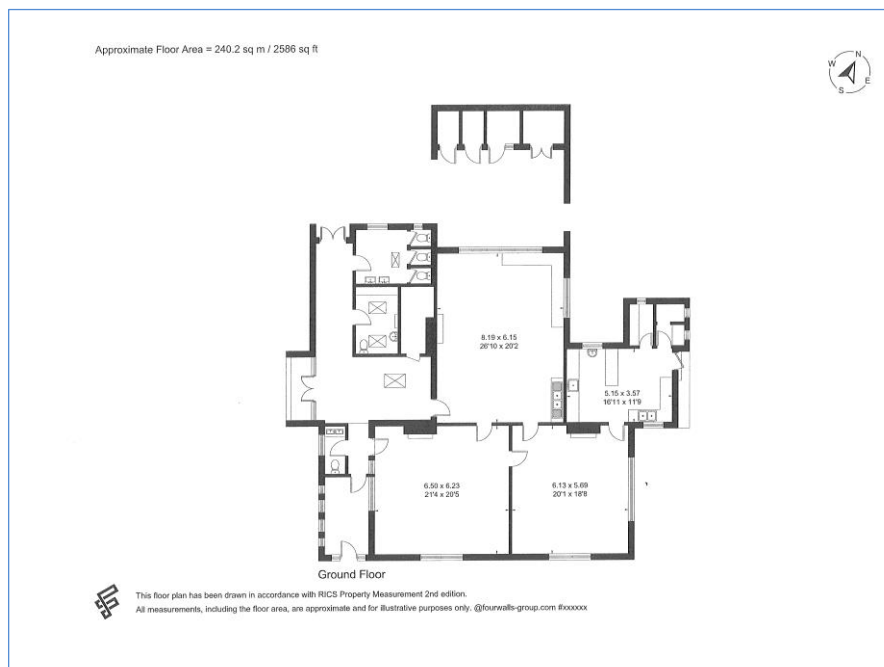 Approximate Floor Area = 240.2 sq m / 2586 sq ft
N
W
E
S
8.19 x 6.15
26'10 x 20'2
5.15 x 3.57
16'11 x 11'9
6.50 x 6.23
21'4 x 20'5
6.13 x 5.69
20'1 x 18'8
Ground Floor
This floor plan has been drawn in accordance with RICS Property Measurement 2nd edition.
All measurements, including the floor area, are approximate and for illustrative purposes only. @fourwalls-group.com #xxxxxx